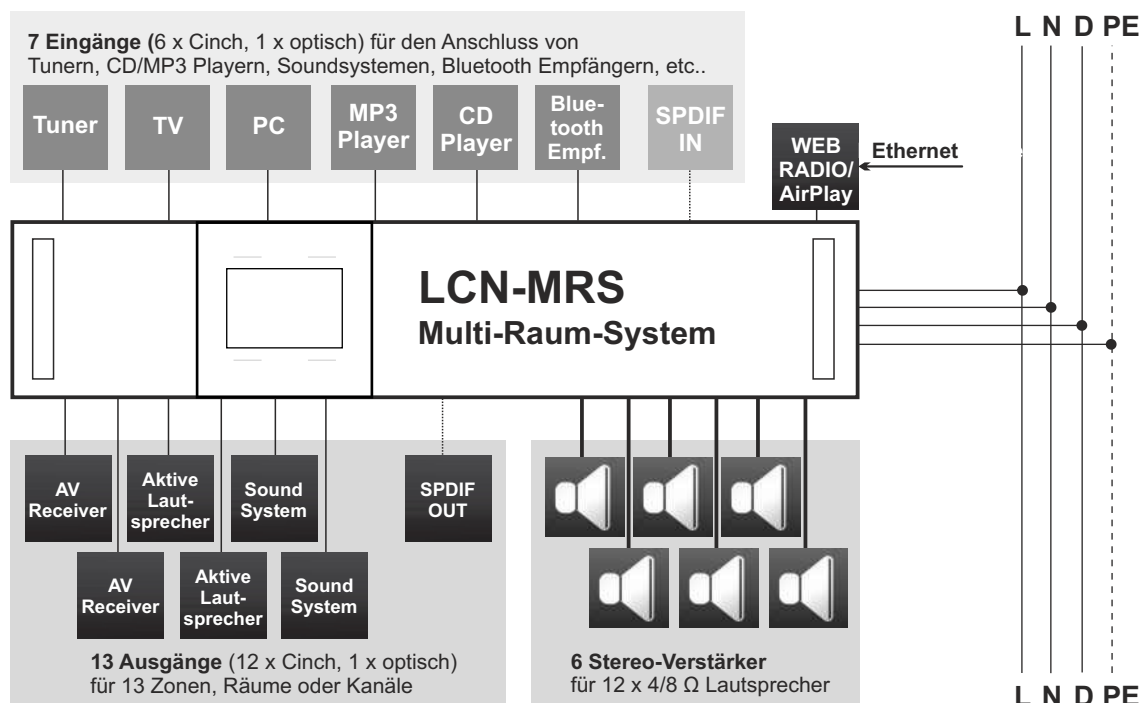 7 Eingänge (6 x Cinch, 1 x optisch) für den Anschluss von
Tunern, CD/MP3 Playern, Soundsystemen, Bluetooth Empfängern, etc..
L N D PE
Tuner
TV
PC
MP3
Player
CD
Player
Blue-
tooth
Empf.
SPDIF
IN
WEB
RADIO/
AirPlay
Ethernet
LCN-MRS
Multi-Raum-System
AV
Receiver
Aktive
Laut-
sprecher
Sound
System
SPDIF
OUT
AV
Receiver
Aktive
Laut-
sprecher
Sound
System
13 Ausgänge (12 x Cinch, 1 x optisch)
für 13 Zonen, Räume oder Kanäle
6 Stereo-Verstärker
für 12 x 4/8 Ω Lautsprecher
L N D PE